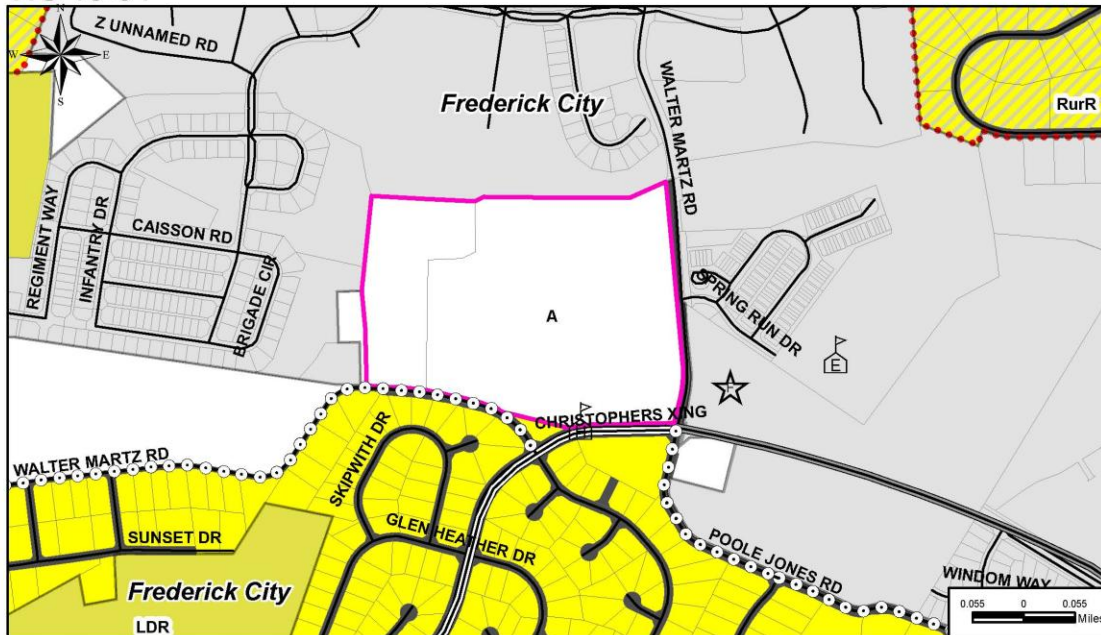 N
Z UNNAMED RD
W
E
S
Frederick City
WALTER MARTZ RD
RurR
REGIMENT WAY
INFANTRY DR
CAISSON RD
BRIGADE CIR
A
SPRING RUN DR
E
F
CHRISTOPHERS XING
WALTER MARTZ RD
SKIPWITH DR
SUNSET DR
GLEN HEATHER DR
POOLE JONES RD
WINDOM WAY
Frederick City
LDR
0.055 0 0.055
Miles